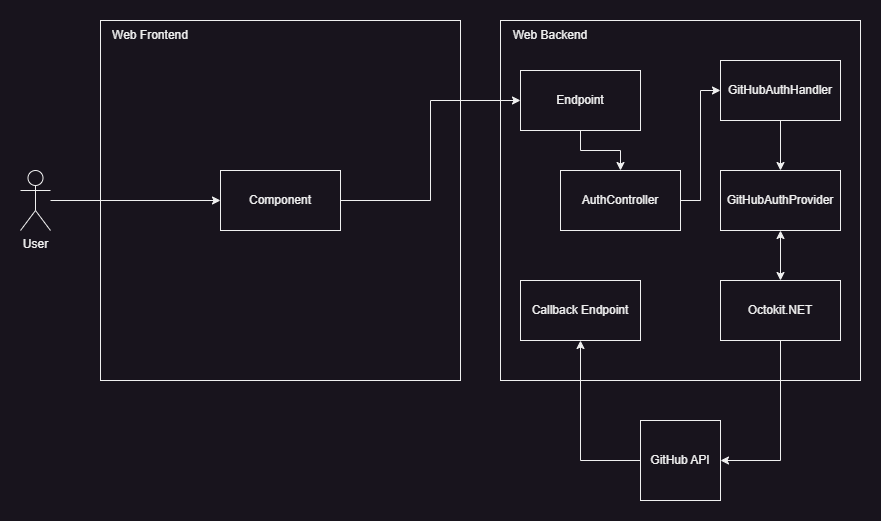 Web Frontend
Web Backend
Endpoint
GitHubAuthHandler
User
Component
AuthController
GitHubAuthProvider
Callback Endpoint
Octokit.NET
GitHub API